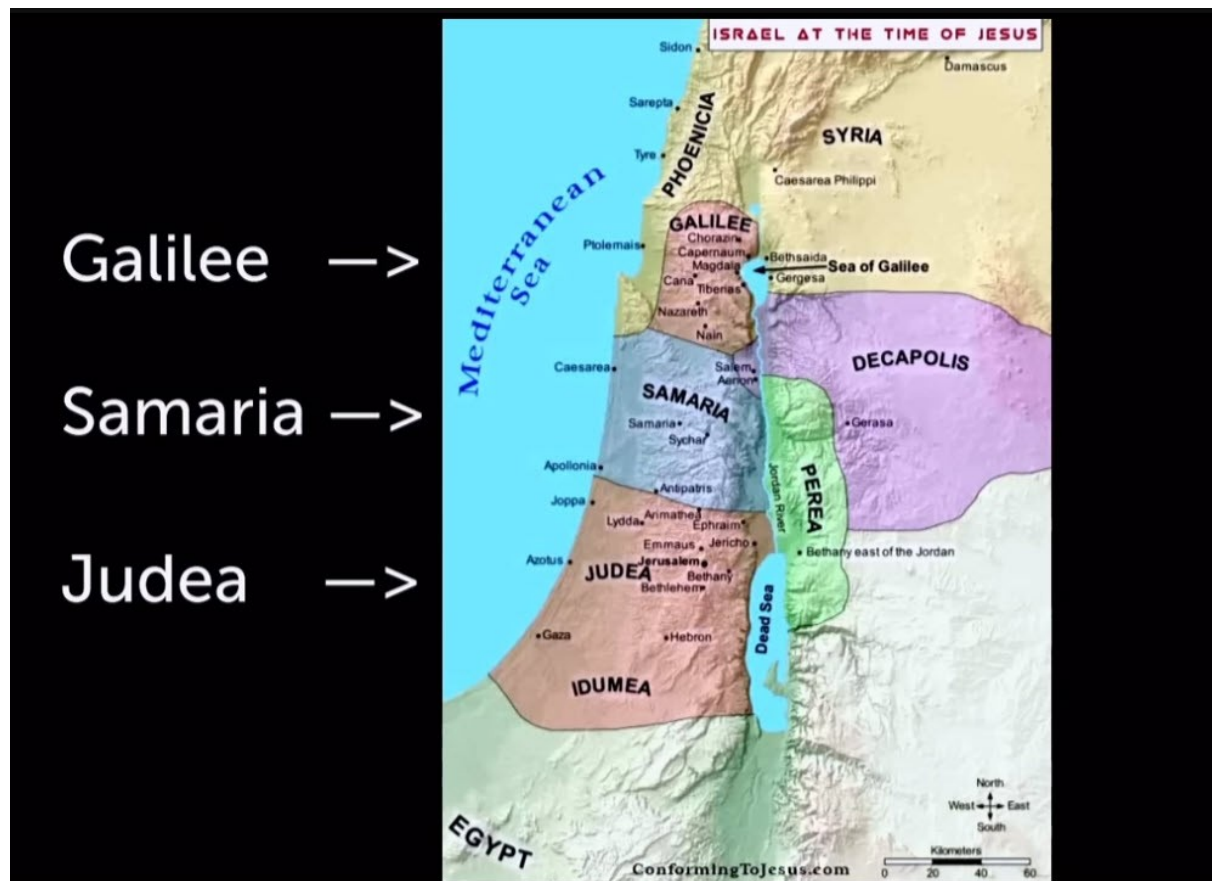 ISRAEL AT THE TIME OF JESUS
Galilee —>
Samaria —>
Judea —>
Sidon
Damascus
Sarepta
PHOENICIA
SYRIA
Tyre
Caesarea Philippi
Mediterranean
Sea
GALILEE
Chorazin
Ptolemais
Capernaum
Bethsaida
Magdala
Sea of Galilee
Cana
Gergesa
Tiberias
Nazareth
Nain
DECAPOLIS
Caesarea
Salem
Aenon
SAMARIA
Samaria
Gerasa
Sychar
Apollonia
PEREA
Jordan River
Antipatris
Joppa
Arimathea
Lydda
Ephraim
Emmaus
Jericho
Bethany east of the Jordan
Azotus
Jerusalem
JUDEA
Bethany
Bethlehem
Dead Sea
Gaza
Hebron
IDUMEA
EGYPT
North
West
East
South
Kilometers
0 20 40 60
ConformingToJesus.com